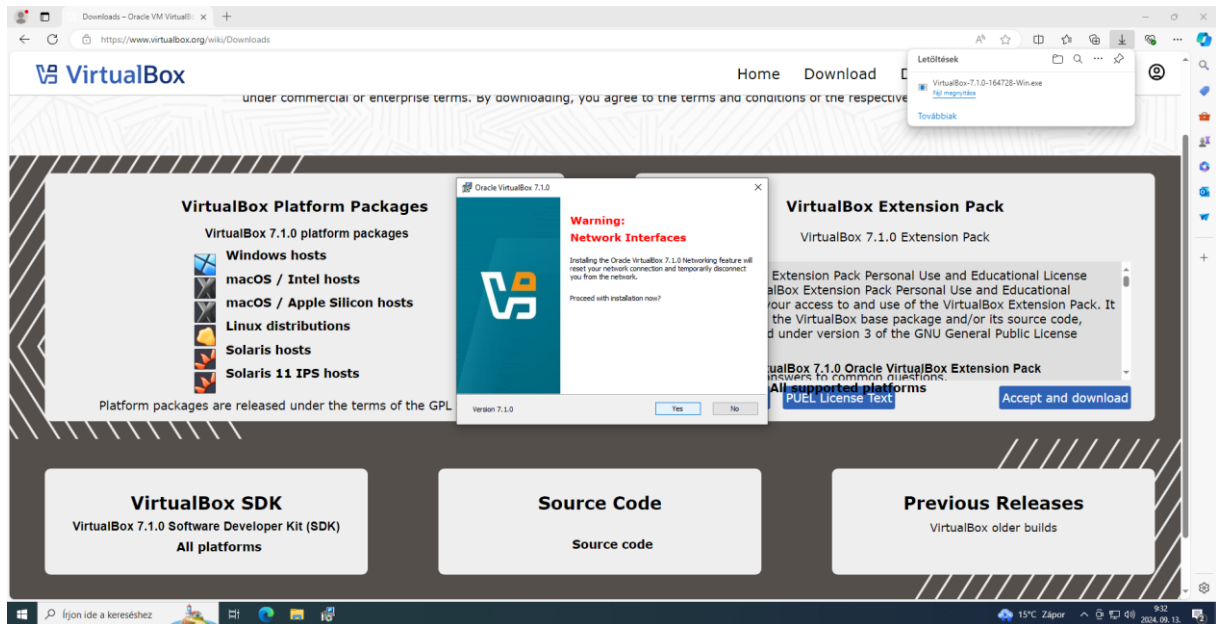 Downloads – Oracle VM VirtualBo
https://www.virtualbox.org/wiki/Downloads
VirtualBox
Home Download
under commercial or enterprise terms. By downloading, you agree to the terms and conditions of the respective
Letöltések
VirtualBox-7.1.0-164728-Win.exe
Fájl megnyitása
Továbbiak
VirtualBox Platform Packages
VirtualBox 7.1.0 platform packages
Windows hosts
macOS / Intel hosts
macOS / Apple Silicon hosts
Linux distributions
Solaris hosts
Solaris 11 IPS hosts
Platform packages are released under the terms of the GPL
Oracle VirtualBox 7.1.0
Warning:
Network Interfaces
Installing the Oracle VirtualBox 7.1.0 Networking feature will
reset your network connection and temporarily disconnect
you from the network.
Proceed with installation now?
Version 7.1.0
Yes
No
VirtualBox Extension Pack
VirtualBox 7.1.0 Extension Pack
Extension Pack Personal Use and Educational License
alBox Extension Pack Personal Use and Educational
your access to and use of the VirtualBox Extension Pack. It
the VirtualBox base package and/or its source code,
d under version 3 of the GNU General Public License
tualBox 7.1.0 Oracle VirtualBox Extension Pack
answers to common questions.
All supported platforms
PUEL License Text
Accept and download
VirtualBox SDK
VirtualBox 7.1.0 Software Developer Kit (SDK)
All platforms
Source Code
Source code
Previous Releases
VirtualBox older builds
Írjon ide a kereséshez
15°C Zápor
9:32
2024. 09. 13.
2